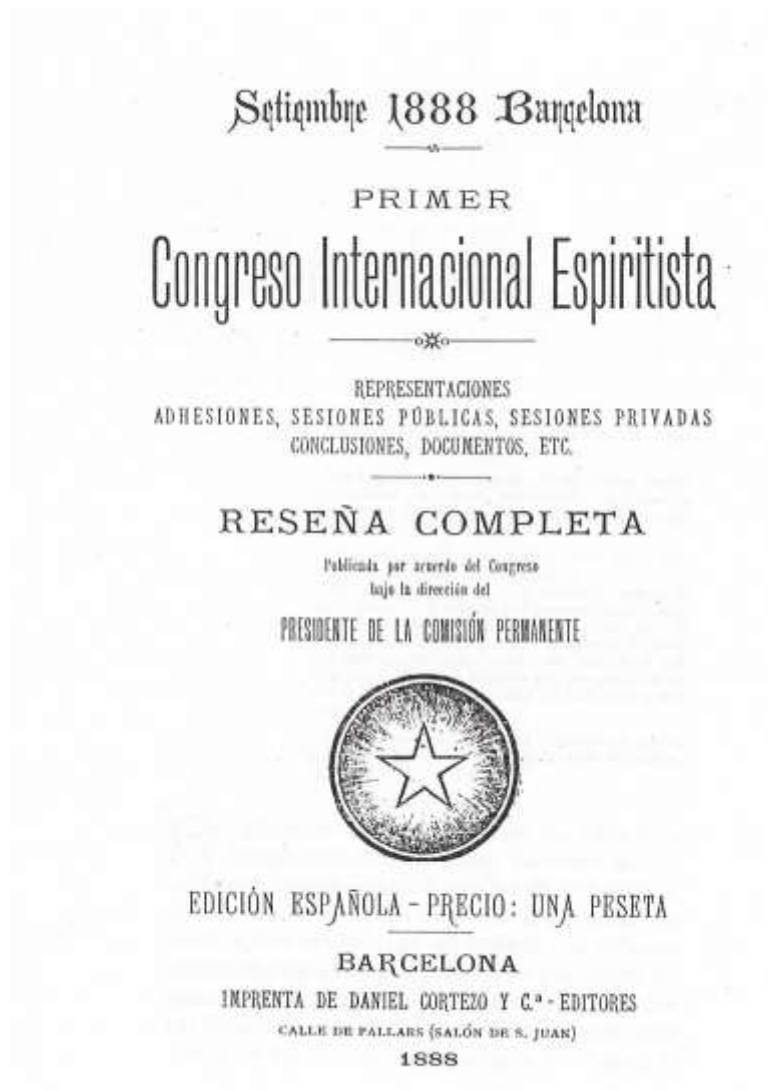 Setiembre 1888 Barcelona
PRIMER
Congreso Internacional Espiritista
REPRESENTACIONES
ADHESIONES, SESIONES PÚBLICAS, SESIONES PRIVADAS
CONCLUSIONES, DOCUMENTOS, ETC.
RESEÑA COMPLETA
Publicada por acuerdo del Congreso
bajo la dirección del
PRESIDENTE DE LA COMISIÓN PERMANENTE
EDICIÓN ESPAÑOLA - PRECIO: UNA PESETA
BARCELONA
IMPRENTA DE DANIEL CORTEZO Y C.ª - EDITORES
CALLE DE PALLARS (SALÓN DE S. JUAN)
1888